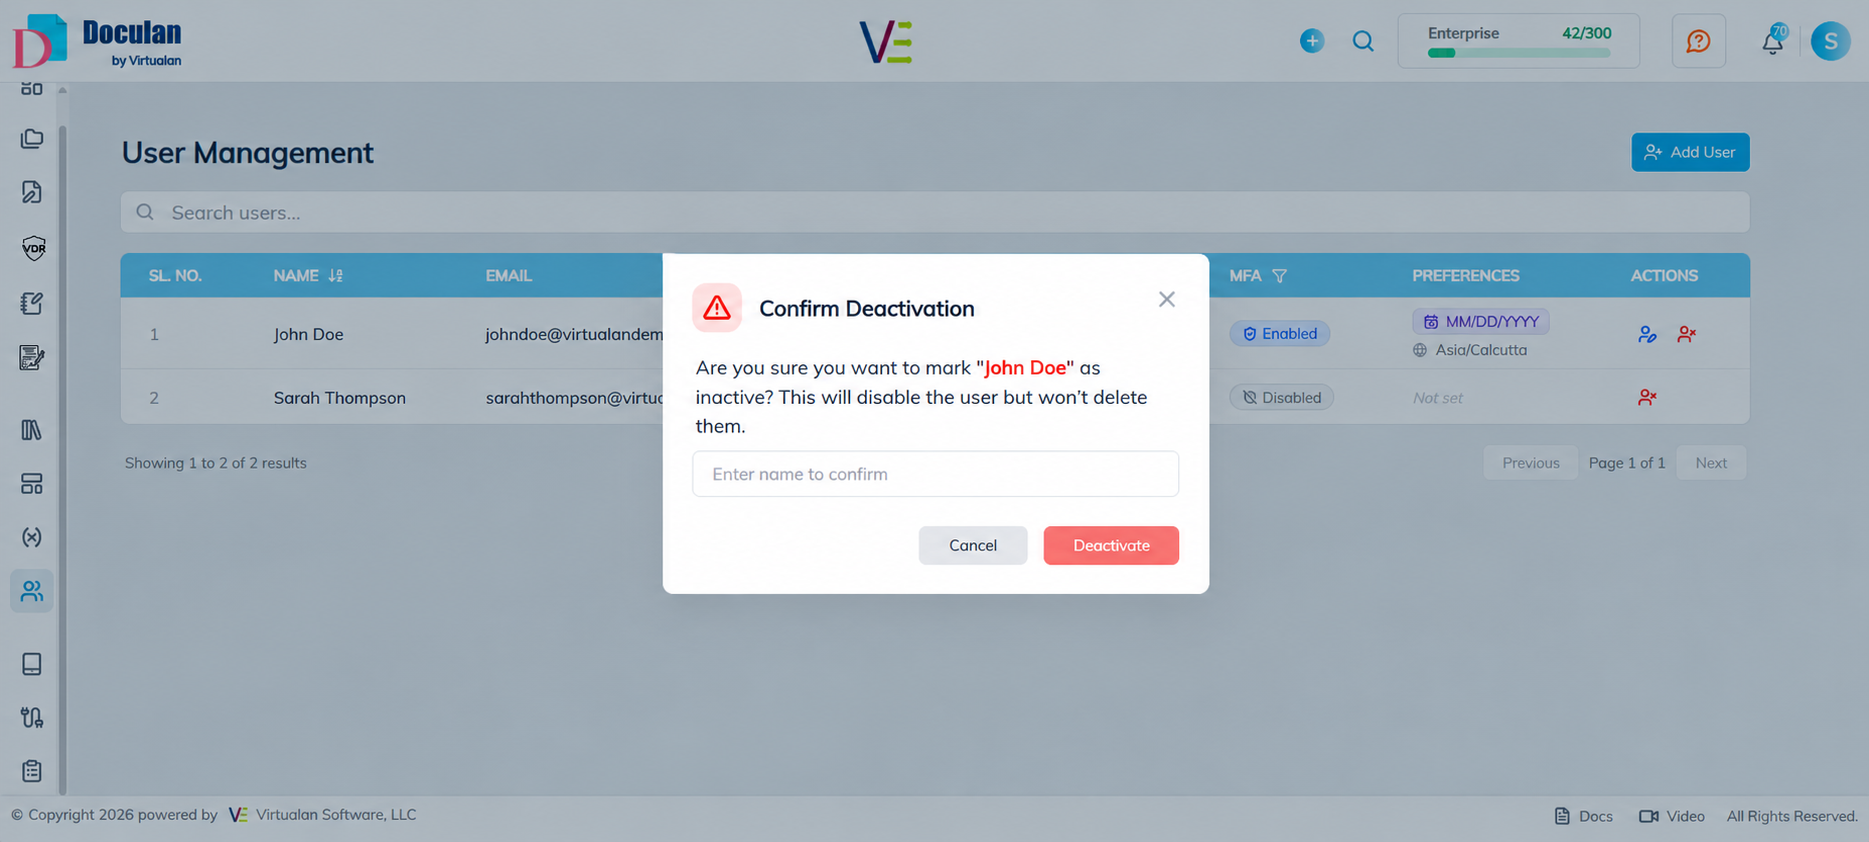 Doculan
by Virtualan
VE
Enterprise 42/300
70
S
VDR
User Management
Add User
Search users...
SL. NO. NAME EMAIL MFA PREFERENCES ACTIONS
1 John Doe johndoe@virtualandem Enabled MM/DD/YYYY
Asia/Calcutta
2 Sarah Thompson sarahthompson@virtu Disabled Not set
Showing 1 to 2 of 2 results
Previous Page 1 of 1 Next
Confirm Deactivation
Are you sure you want to mark "John Doe" as
inactive? This will disable the user but won’t delete
them.
Enter name to confirm
Cancel Deactivate
© Copyright 2026 powered by VE Virtualan Software, LLC
Docs Video All Rights Reserved.